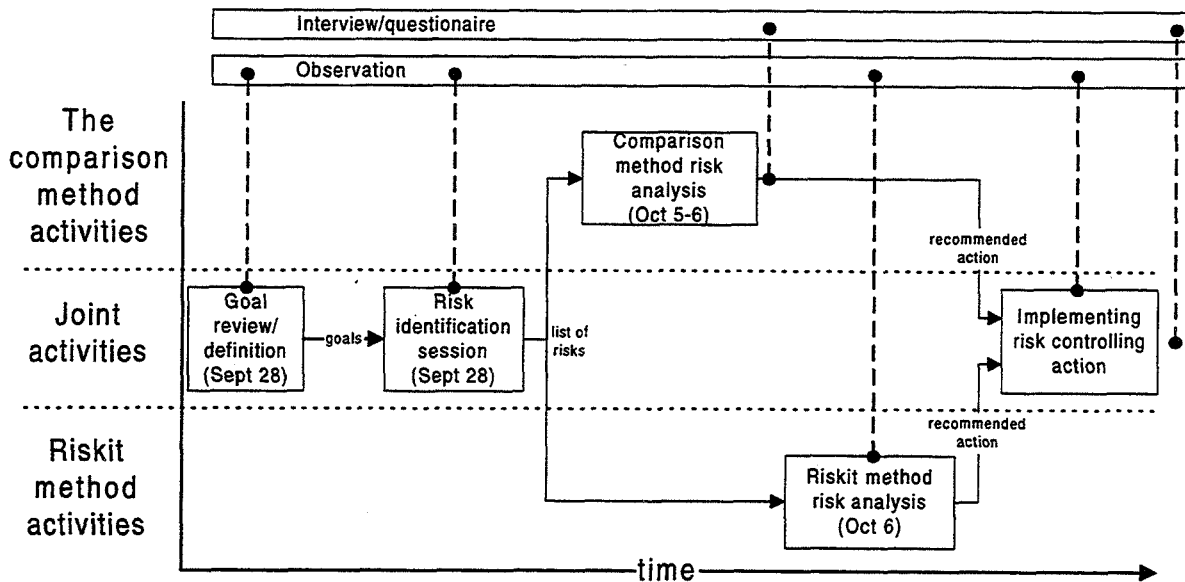 Interview/questionaire
Observation
The
comparison
method
activities
Comparison
method risk
analysis
(Oct 5-6)
recommended
action
Joint
activities
Goal
review/
definition
(Sept 28)
goals
Risk
identification
session
(Sept 28)
list of
risks
Implementing
risk controlling
action
recommended
action
Riskit
method
activities
Riskit method
risk analysis
(Oct 6)
time